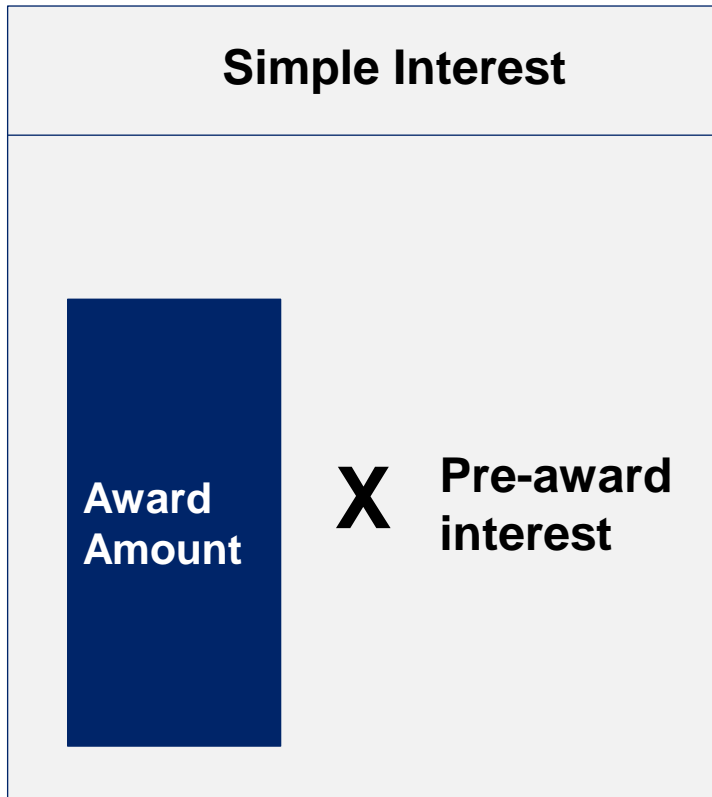 Simple Interest
Award
Amount
X
Pre-award
interest